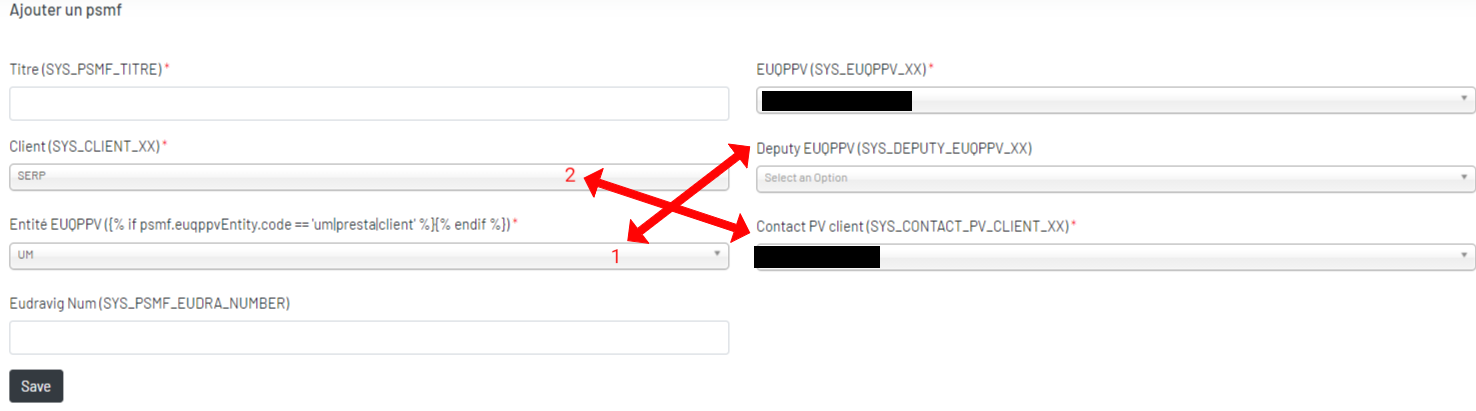 Ajouter un psmf
Titre (SYS_PSMF_TITRE) *
EUQPPV (SYS_EUQPPV_XX) *
Client (SYS_CLIENT_XX) *
SERP
2
Deputy EUQPPV (SYS_DEPUTY_EUQPPV_XX)
Select an Option
Entité EUQPPV ({% if psmf.euqppvEntity.code == 'um|presta|client' %}{% endif %}) *
UM
1
Contact PV client (SYS_CONTACT_PV_CLIENT_XX) *
Eudravig Num (SYS_PSMF_EUDRA_NUMBER)
Save